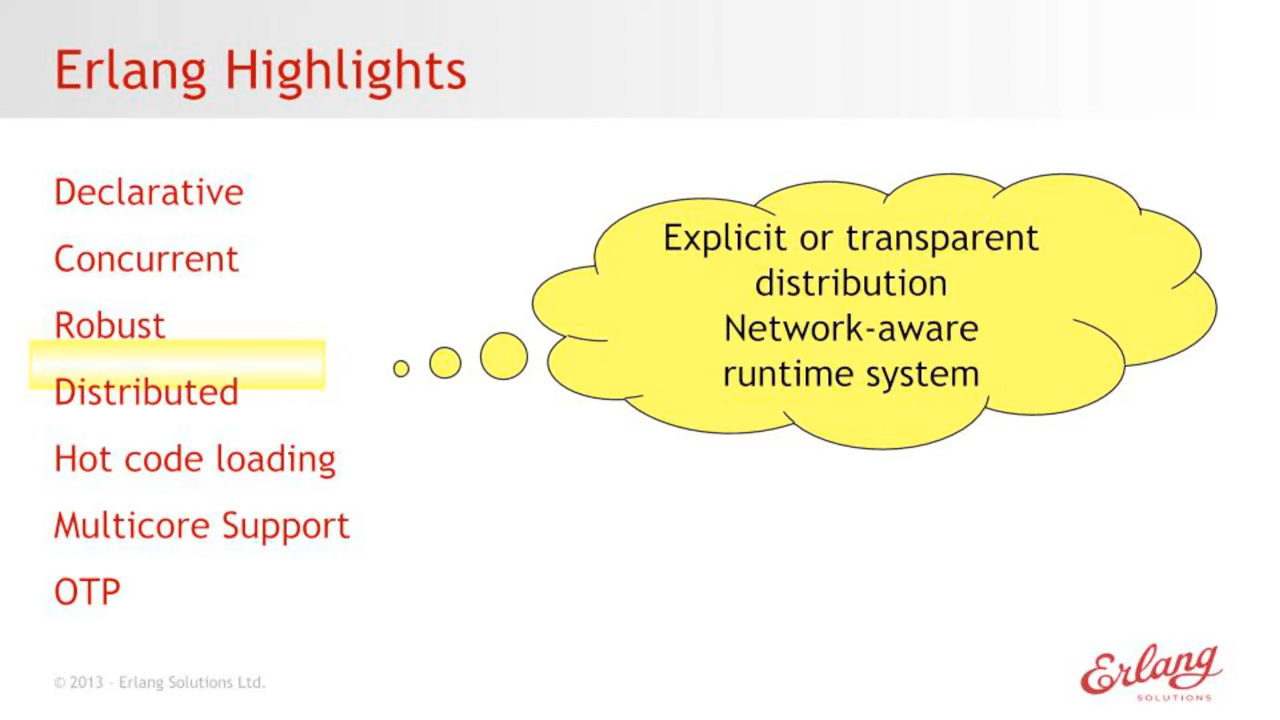 Erlang Highlights
Declarative
Concurrent
Robust
Distributed
Hot code loading
Multicore Support
OTP
Explicit or transparent
distribution
Network-aware
runtime system
© 2013 – Erlang Solutions Ltd.
Erlang
SOLUTIONS